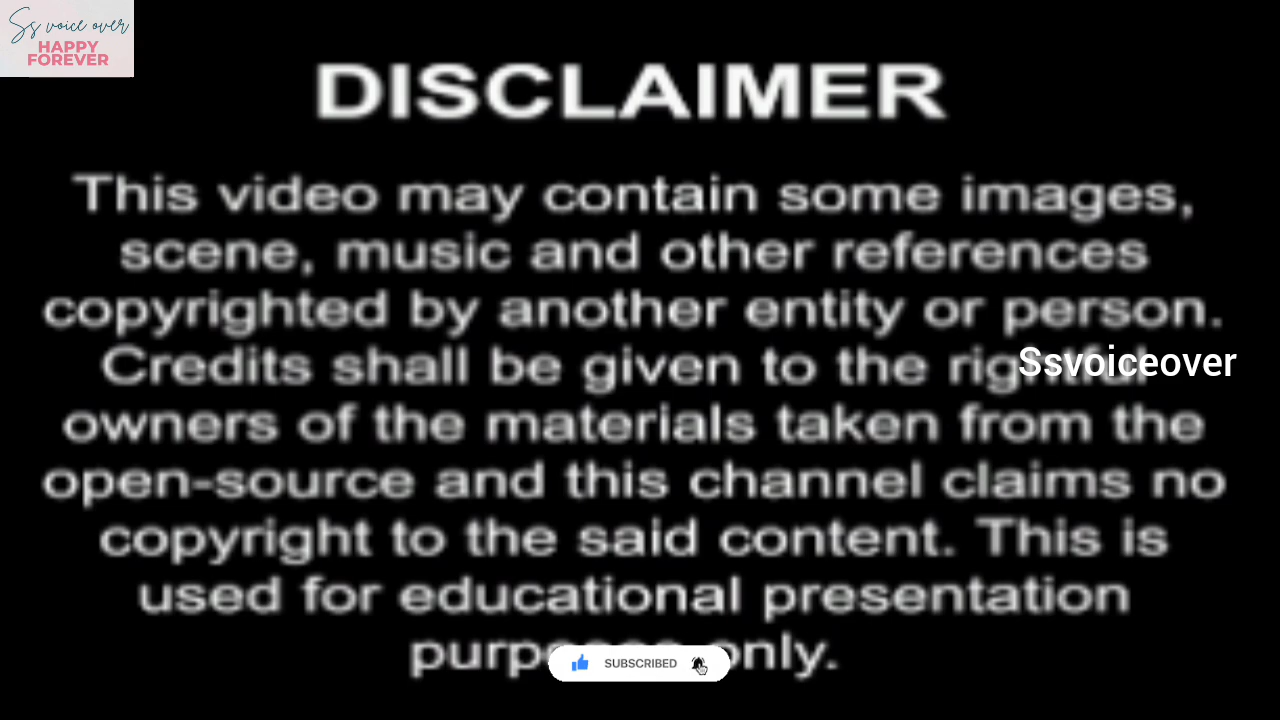 Ss voice over
HAPPY
FOREVER
DISCLAIMER
This video may contain some images,
scene, music and other references
copyrighted by another entity or person.
Credits shall be given to the rightful
Ssvoiceover
owners of the materials taken from the
open-source and this channel claims no
copyright to the said content. This is
used for educational presentation
purposes only.
SUBSCRIBED